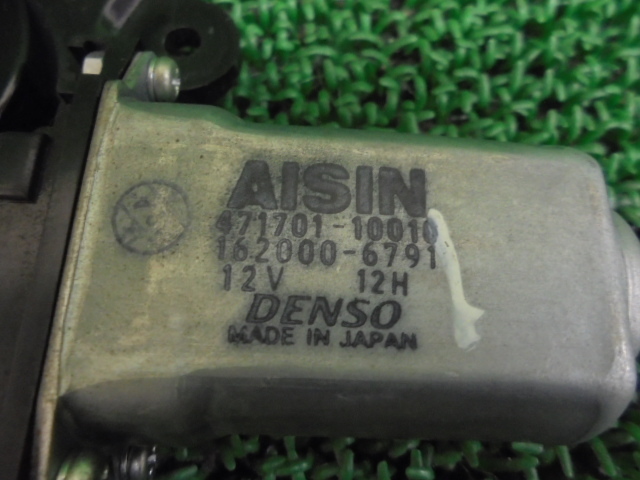 AISIN
471701-10010
162000-6791
12V 12H
DENSO
MADE IN JAPAN